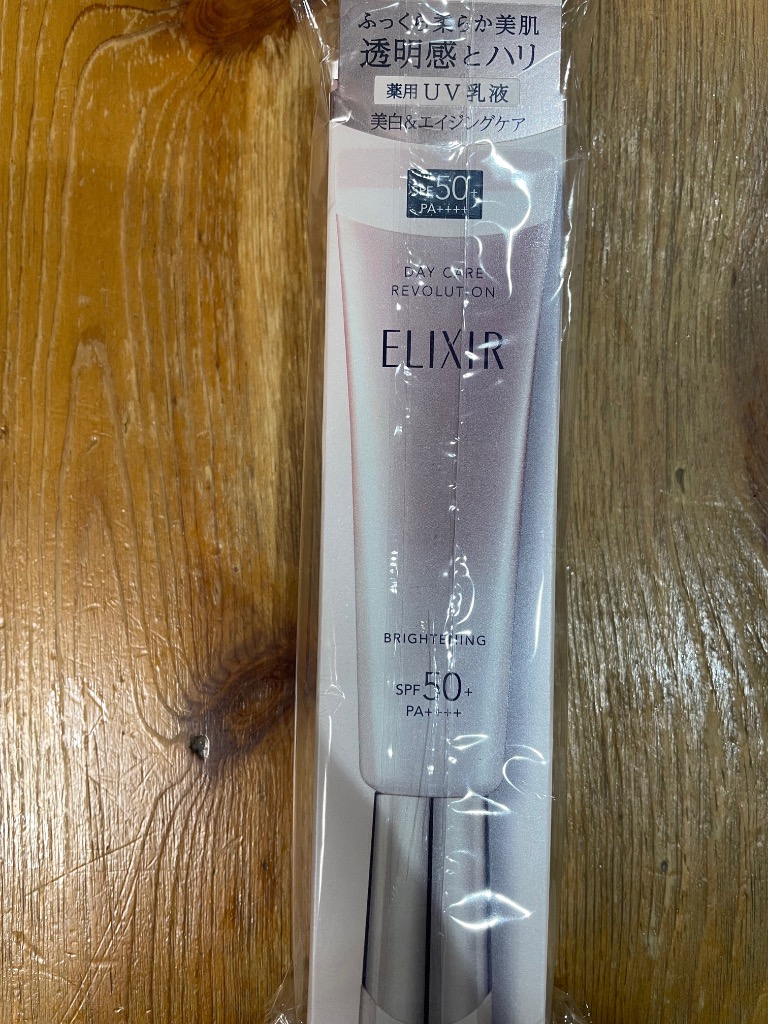 ふっくら柔らか美肌
透明感とハリ
薬用UV乳液
美白&エイジングケア
SPF50+
PA++++
DAY CARE
REVOLUTION
ELIXIR
BRIGHTENING
SPF50+
PA++++